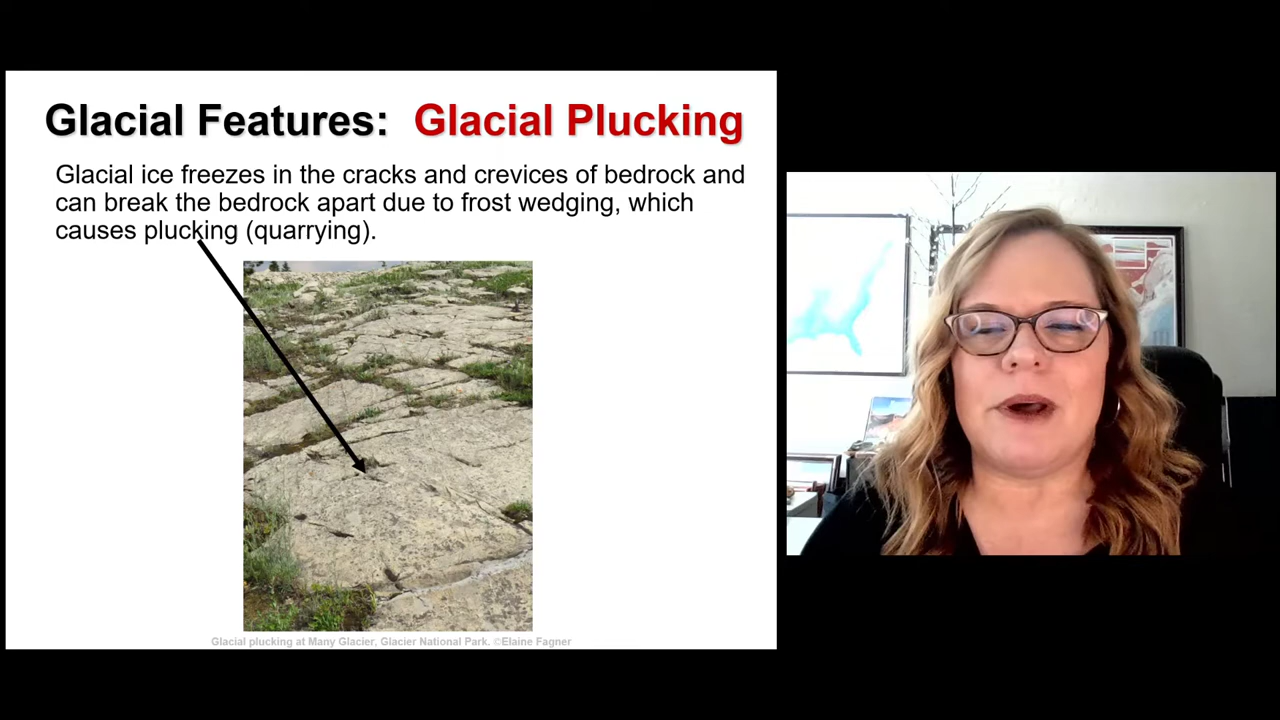 Glacial Features: Glacial Plucking
Glacial ice freezes in the cracks and crevices of bedrock and
can break the bedrock apart due to frost wedging, which
causes plucking (quarrying).
Glacial plucking at Many Glacier, Glacier National Park. ©Elaine Fagner